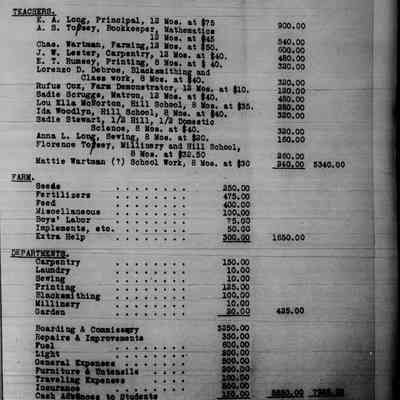 TEACHERS.
K. A. Long, Principal, 12 Mos. at $75 900.00
A. S. Topsey, Bookkeeper, Mathematics
12 Mos. at $45 540.00
Chas. Wartman, Farming, 12 Mos. at $50. 600.00
J. W. Lester, Carpentry, 12 Mos. at $40. 480.00
E. T. Rumsey, Printing, 8 Mos. at $ 40. 320.00
Lorenzo D. Debroe, Blacksmithing and
Class work, 8 Mos. at $40. 320.00
Rufus Cox, Farm Demonstrator, 12 Mos. at $10. 120.00
Sadie Scruggs, Matron, 12 Mos. at $40. 480.00
Lou Ella McHorton, Hill School, 8 Mos. at $35. 280.00
Ida Woodlyn, Hill School, 8 Mos. at $40. 320.00
Sadie Stewart, 1/2 Hill, 1/2 Domestic
Science, 8 Mos. at $40. 320.00
Anna L. Long, Sewing, 8 Mos. at $20. 160.00
Florence Topsey, Millinery and Hill School,
8 Mos. at $32.50 260.00
Mattie Wartman (?) School Work, 8 Mos. at $30 240.00 5340.00
FARM.
Seeds . . . . . . . . 250.00
Fertilizers . . . . . . . . 475.00
Feed . . . . . . . . 400.00
Miscellaneous . . . . . . . . 100.00
Boys' Labor . . . . . . . . 75.00
Implements, etc. . . . . . . . . 50.00
Extra Help . . . . . . . . 300.00 1650.00
DEPARTMENTS.
Carpentry . . . . . . . . 150.00
Laundry . . . . . . . . 10.00
Sewing . . . . . . . . 10.00
Printing . . . . . . . . 125.00
Blacksmithing . . . . . . . . 100.00
Millinery . . . . . . . . 10.00
Garden . . . . . . . . 20.00 425.00
Boarding & Commissary 3250.00
Repairs & Improvements 350.00
Fuel . . . . . . . . 600.00
Light . . . . . . . .
General Expenses . . . . . . . .
Furniture & Utensils . . . . .
Traveling Expenses . . . . .
Insurance . . . . . . . .
Cash Advances to Students